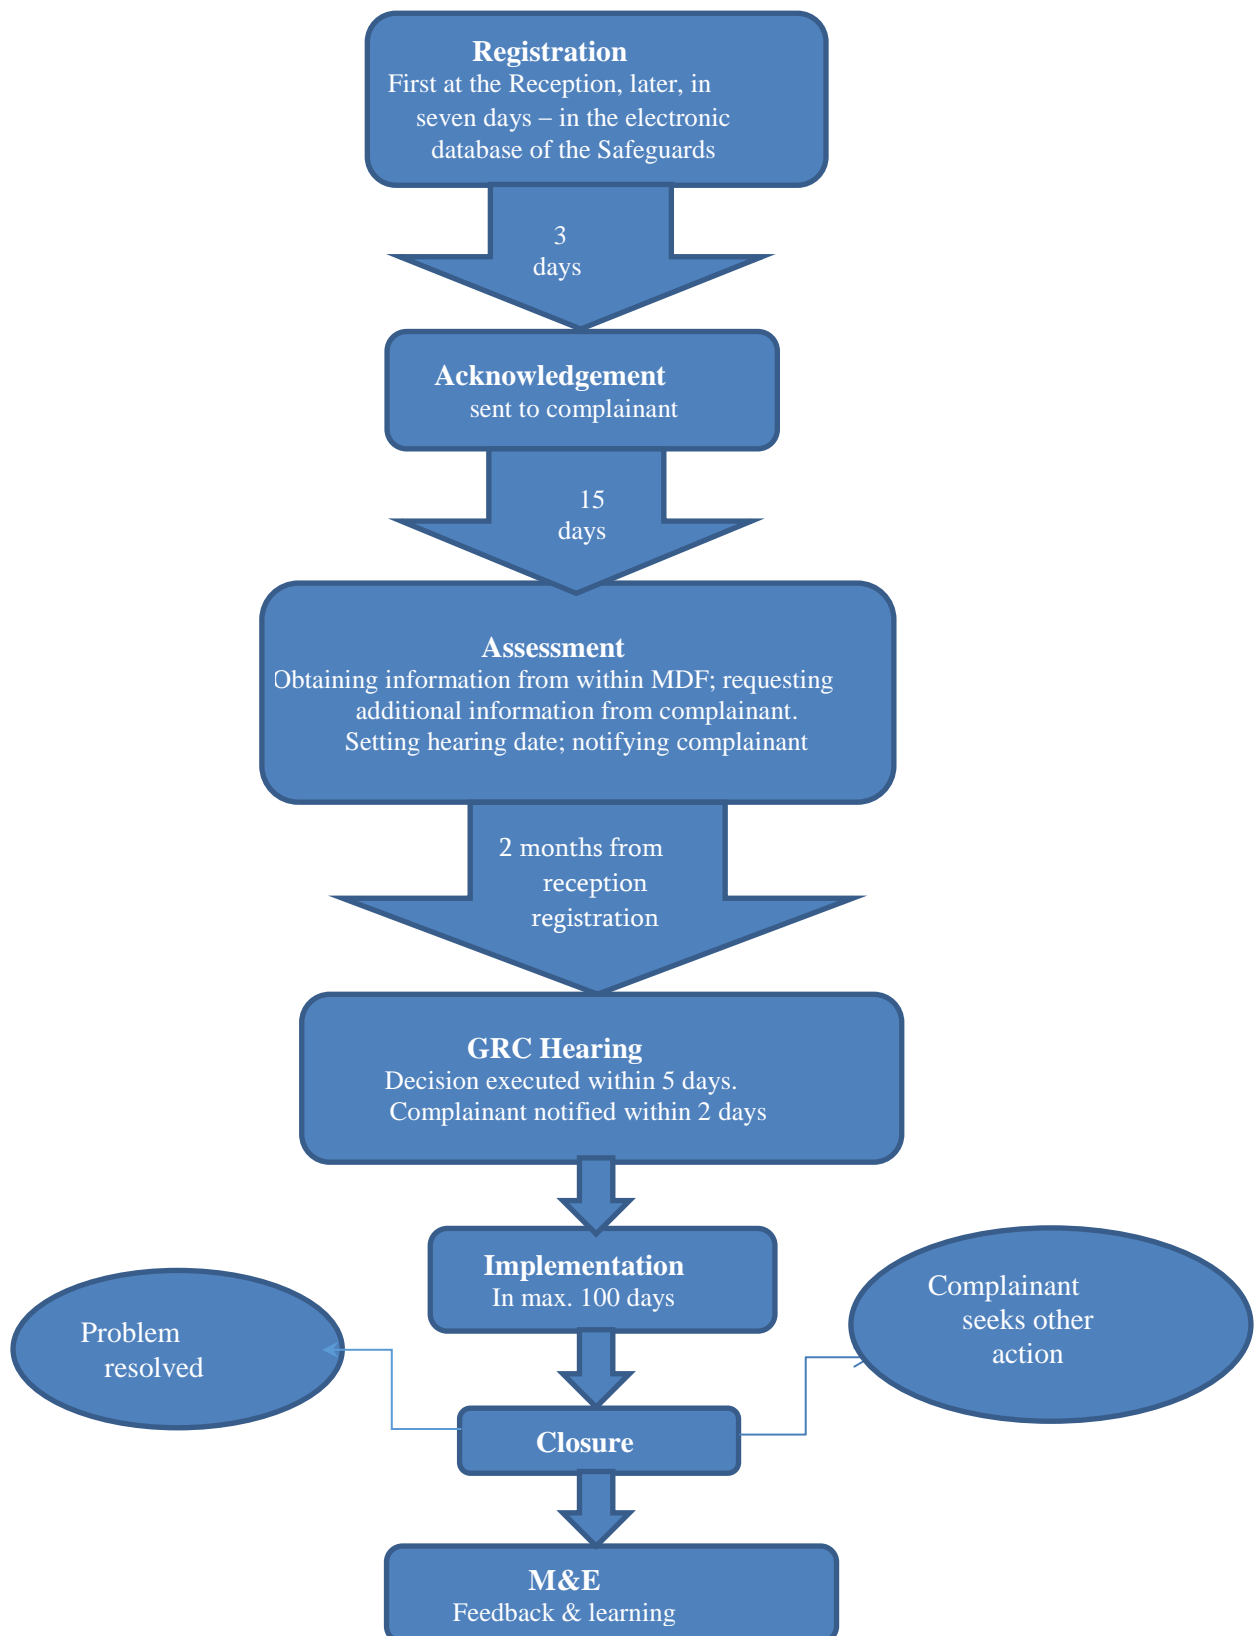 Registration
First at the Reception, later, in
seven days – in the electronic
database of the Safeguards
3
days
Acknowledgement
sent to complainant
15
days
Assessment
Obtaining information from within MDF; requesting
additional information from complainant.
Setting hearing date; notifying complainant
2 months from
reception
registration
GRC Hearing
Decision executed within 5 days.
Complainant notified within 2 days
Implementation
In max. 100 days
Problem
resolved
Complainant
seeks other
action
Closure
M&E
Feedback & learning